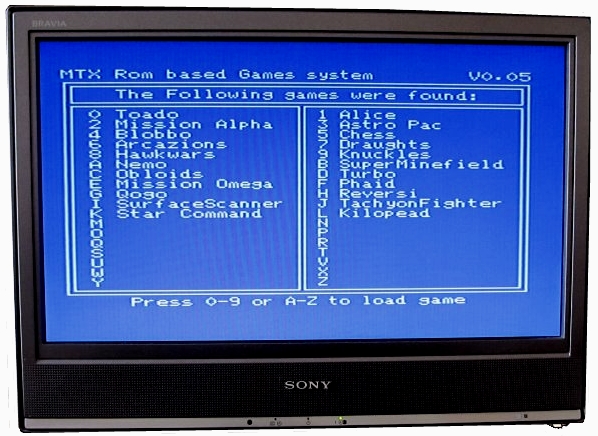 BRAVIA
MTX Rom based Games system V0.05
The Following games were found:
0 Toado 1 Alice
2 Mission Alpha 3 Astro Pac
4 Blobbo 5 Chess
6 Arcazions 7 Draughts
8 Hawkwars 9 Knuckles
A Nemo B SuperMinefield
C Obloids D Turbo
E Mission Omega F Phaid
G Qogo H Reversi
I SurfaceScanner J TachyonFighter
K Star Command L Kilopead
M N
O P
Q R
S T
U V
W X
Y Z
Press 0-9 or A-Z to load game
SONY